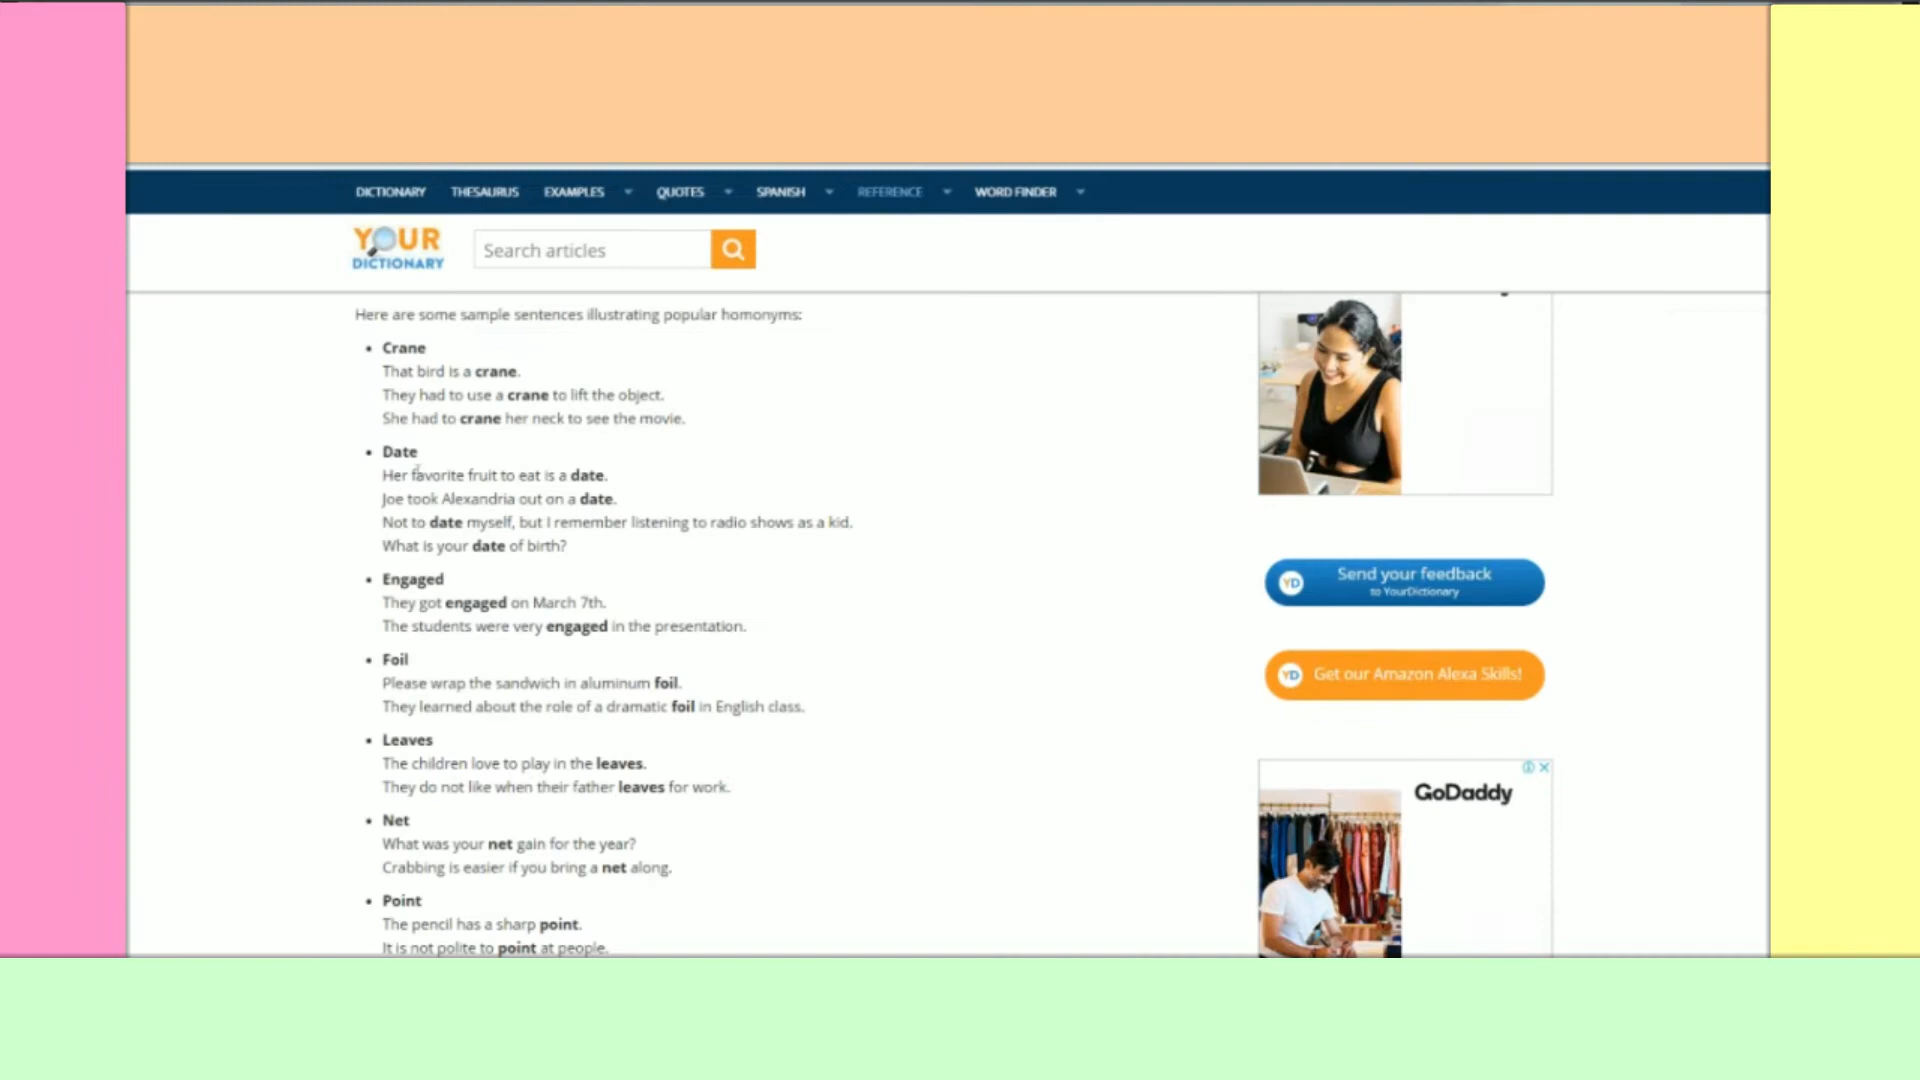 DICTIONARY THESAURUS EXAMPLES QUOTES SPANISH REFERENCE WORD FINDER
YOUR
DICTIONARY
Search articles
Here are some sample sentences illustrating popular homonyms:
• Crane
That bird is a crane.
They had to use a crane to lift the object.
She had to crane her neck to see the movie.
• Date
Her favorite fruit to eat is a date.
Joe took Alexandria out on a date.
Not to date myself, but I remember listening to radio shows as a kid.
What is your date of birth?
• Engaged
They got engaged on March 7th.
The students were very engaged in the presentation.
• Foil
Please wrap the sandwich in aluminum foil.
They learned about the role of a dramatic foil in English class.
• Leaves
The children love to play in the leaves.
They do not like when their father leaves for work.
• Net
What was your net gain for the year?
Crabbing is easier if you bring a net along.
• Point
The pencil has a sharp point.
It is not polite to point at people.
YD Send your feedback
to YourDictionary
YD Get our Amazon Alexa Skills!
GoDaddy